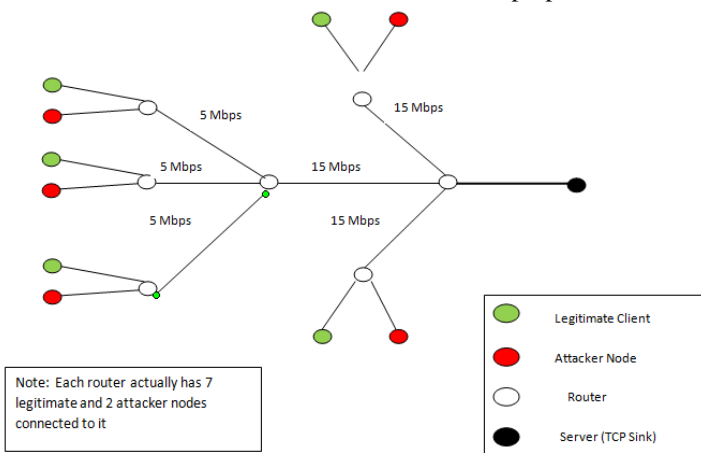 5 Mbps
15 Mbps
5 Mbps
15 Mbps
5 Mbps
15 Mbps
Legitimate Client
Attacker Node
Router
Server (TCP Sink)
Note: Each router actually has 7
legitimate and 2 attacker nodes
connected to it